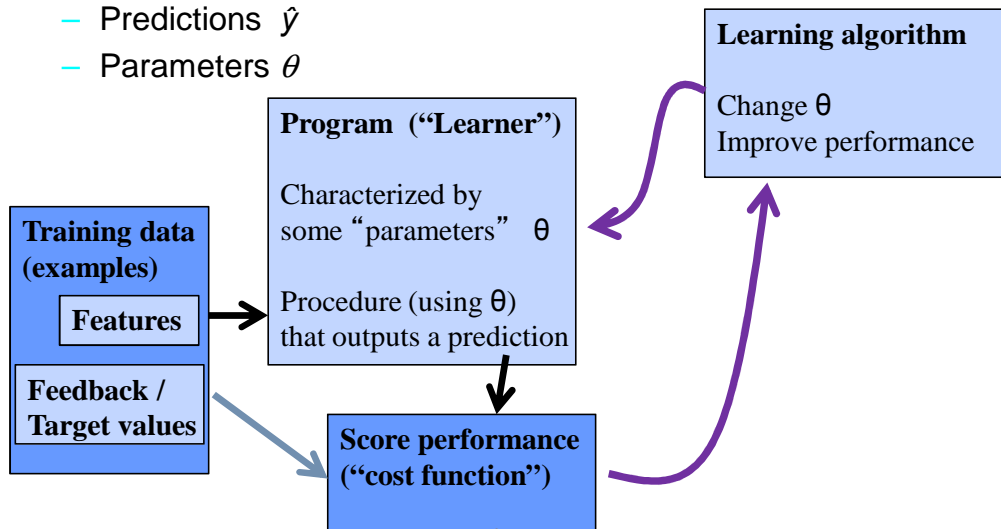 – Predictions ŷ
– Parameters θ
Learning algorithm
Change θ
Improve performance
Program (“Learner”)
Characterized by
some “parameters” θ
Procedure (using θ)
that outputs a prediction
Training data
(examples)
Features
Feedback /
Target values
Score performance
(“cost function”)